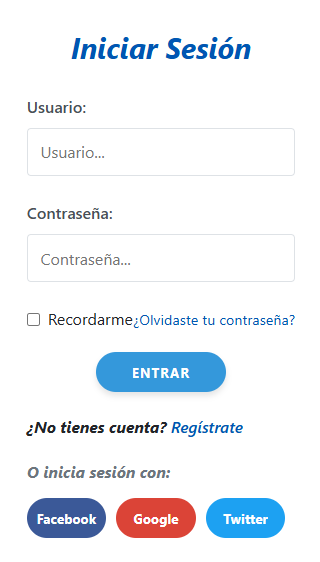 Iniciar Sesión
Usuario:
Usuario...
Contraseña:
Contraseña...
Recordarme¿Olvidaste tu contraseña?
ENTRAR
¿No tienes cuenta? Regístrate
O inicia sesión con:
Facebook Google Twitter